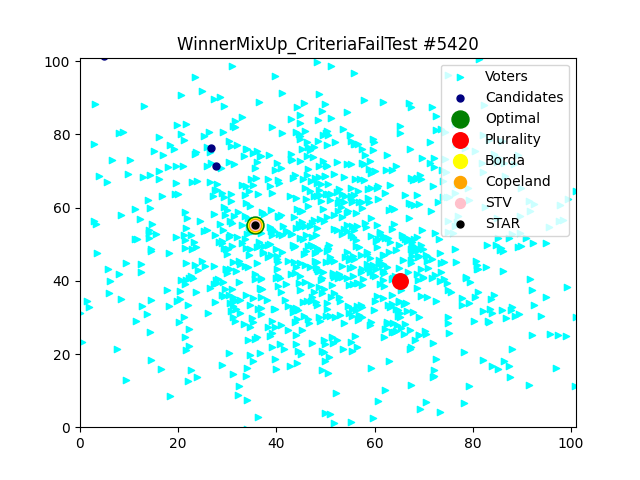 WinnerMixUp_CriteriaFailTest #5420
100
80
60
40
20
0
0 20 40 60 80 100
Voters
Candidates
Optimal
Plurality
Borda
Copeland
STV
STAR